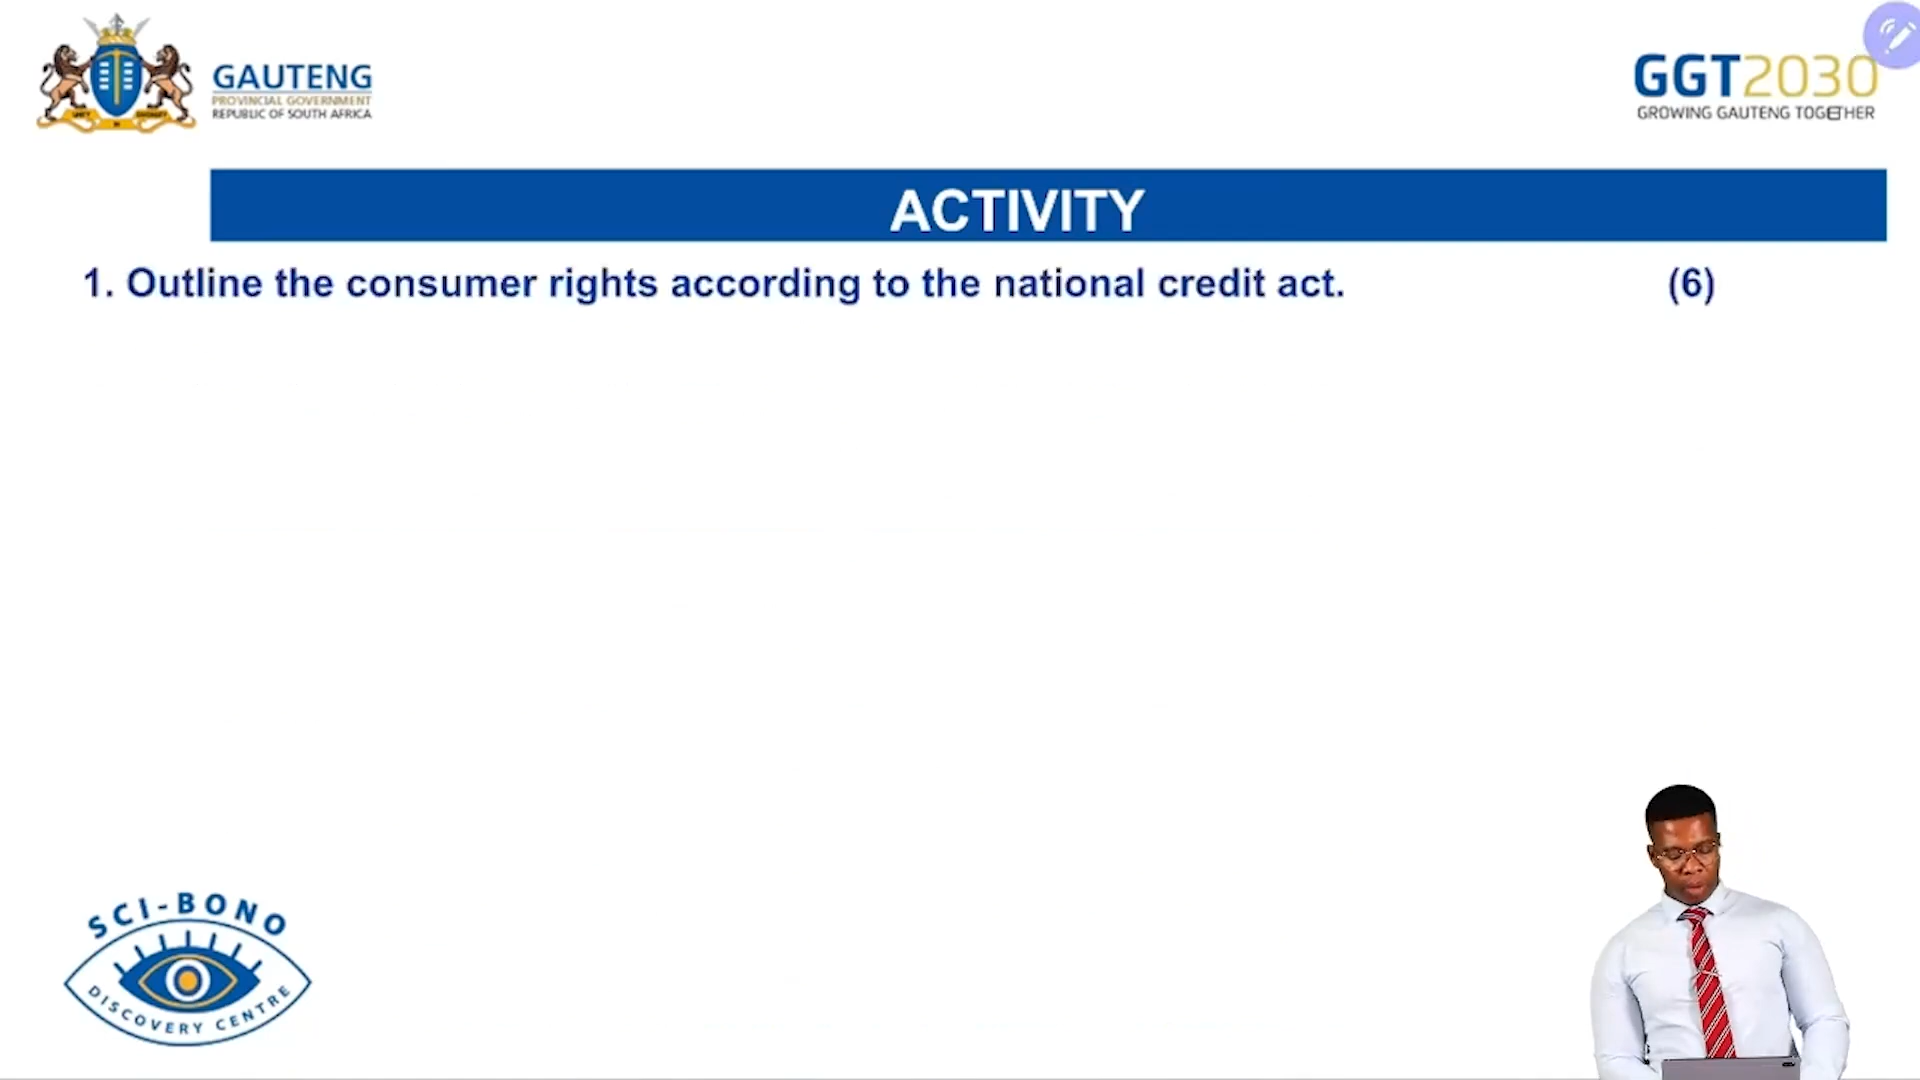 GAUTENG
PROVINCIAL GOVERNMENT
REPUBLIC OF SOUTH AFRICA
GGT2030
GROWING GAUTENG TOGETHER
ACTIVITY
1. Outline the consumer rights according to the national credit act. (6)
SCI-BONO
DISCOVERY CENTRE